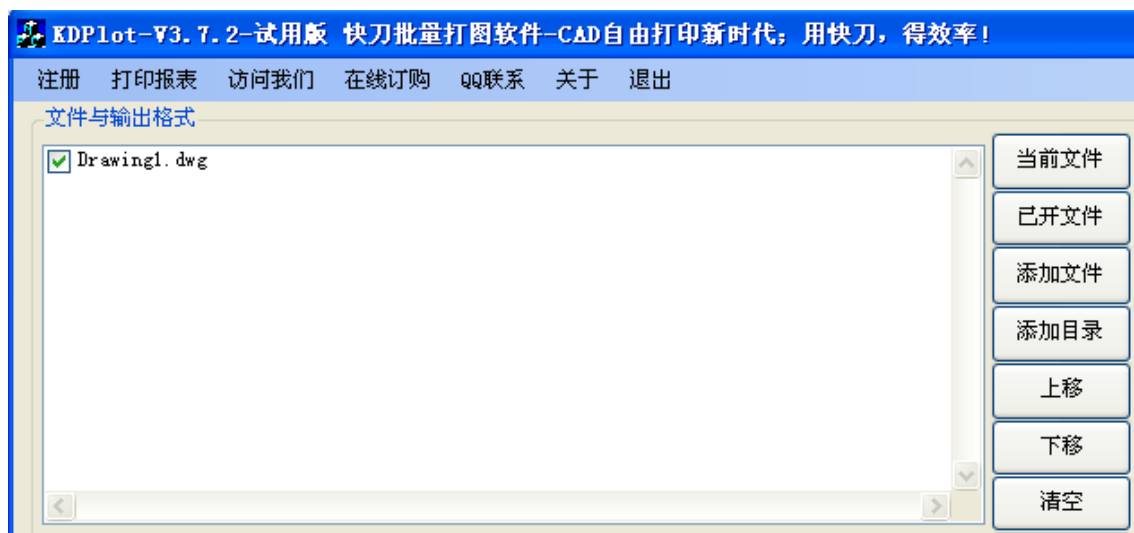 KDPlot-V3.7.2-试用版 快刀批量打图软件-CAD自由打印新时代；用快刀，得效率！
注册 打印报表 访问我们 在线订购 QQ联系 关于 退出
文件与输出格式
Drawing1.dwg
当前文件
已开文件
添加文件
添加目录
上移
下移
清空